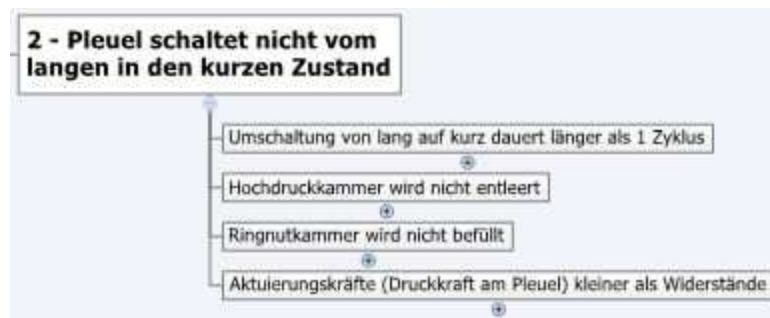 2 - Pleuel schaltet nicht vom
langen in den kurzen Zustand
Umschaltung von lang auf kurz dauert länger als 1 Zyklus
Hochdruckkammer wird nicht entleert
Ringnutkammer wird nicht befüllt
Aktuierungskräfte (Druckkraft am Pleuel) kleiner als Widerstände